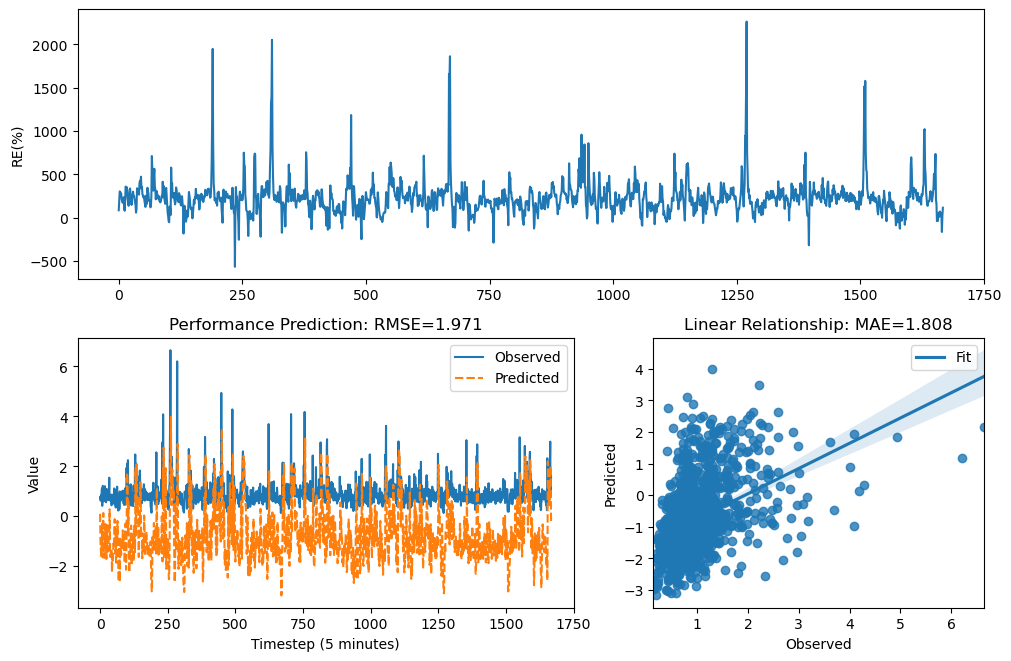 RE(%)
2000
1500
1000
500
0
−500
0 250 500 750 1000 1250 1500 1750
Performance Prediction: RMSE=1.971
Value
6
4
2
0
−2
Observed
Predicted
0 250 500 750 1000 1250 1500 1750
Timestep (5 minutes)
Linear Relationship: MAE=1.808
Predicted
4
3
2
1
0
−1
−2
−3
Fit
1 2 3 4 5 6
Observed